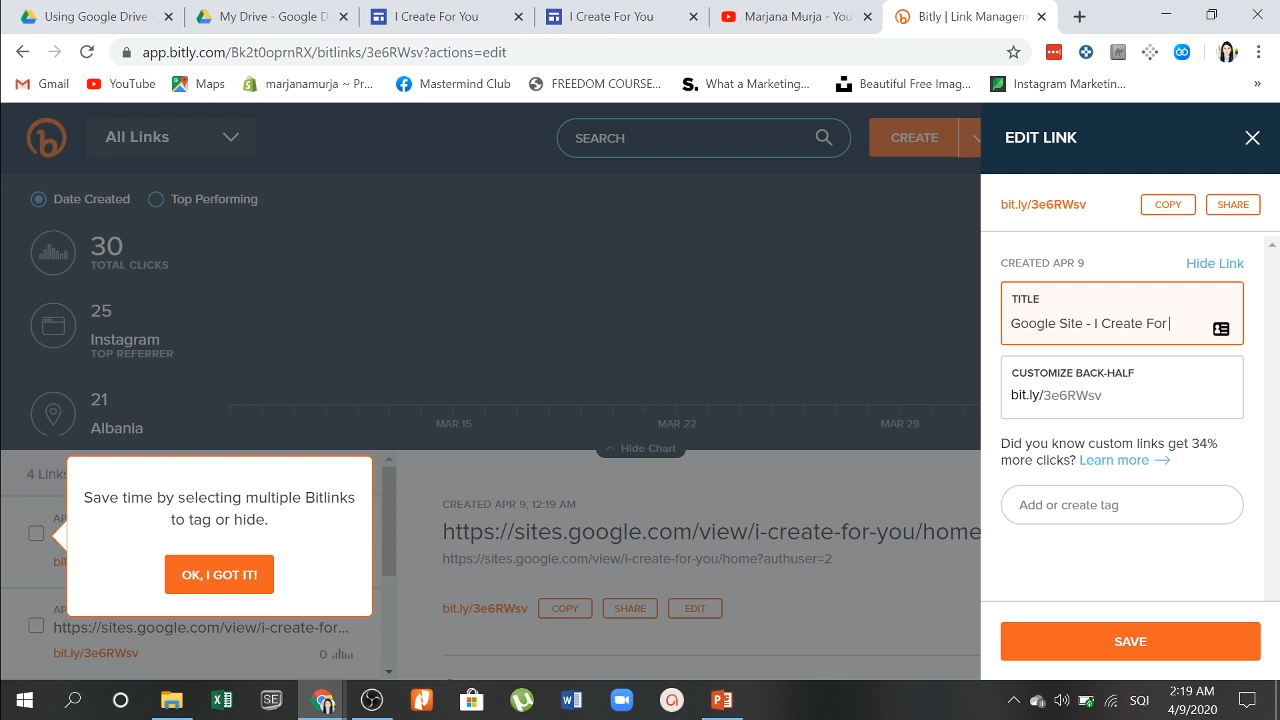 Using Google Drive
My Drive - Google D
I Create For You
I Create For You
Marjana Murja - You
Bitly | Link Managem
app.bitly.com/Bk2t0oprnRX/bitlinks/3e6RWsv?actions=edit
Gmail
YouTube
Maps
marjanamurja ~ Pr...
Mastermind Club
FREEDOM COURSE...
What a Marketing...
Beautiful Free Imag...
Instagram Marketin...
»
All Links
SEARCH
CREATE
EDIT LINK
Date Created
Top Performing
bit.ly/3e6RWsv
COPY
SHARE
30
TOTAL CLICKS
CREATED APR 9
Hide Link
25
Instagram
TOP REFERRER
TITLE
Google Site - I Create For
21
Albania
CUSTOMIZE BACK-HALF
bit.ly/3e6RWsv
MAR 15
MAR 22
MAR 29
Hide Chart
Did you know custom links get 34%
more clicks? Learn more →
4 Links
Save time by selecting multiple Bitlinks
to tag or hide.
OK, I GOT IT!
CREATED APR 9, 12:19 AM
https://sites.google.com/view/i-create-for-you/home
https://sites.google.com/view/i-create-for-you/home?authuser=2
Add or create tag
bit.ly/3e6RWsv
COPY
SHARE
EDIT
https://sites.google.com/view/i-create-for...
bit.ly/3e6RWsv
0
SAVE
SQI
2:19 AM
4/9/2020